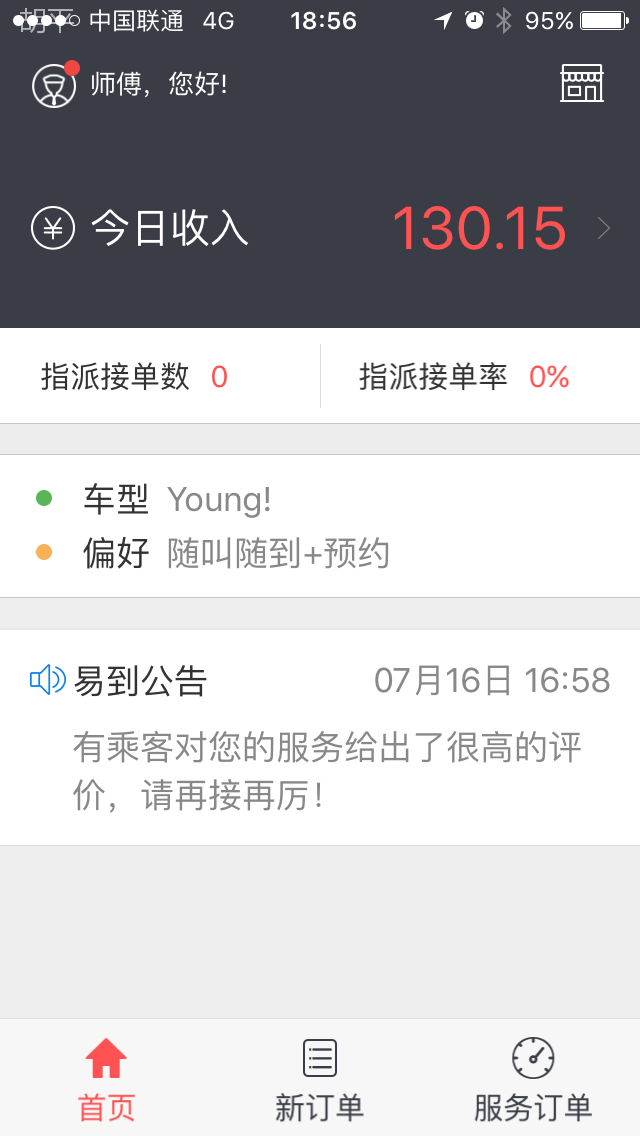 胡平
中国联通 4G 18:56 95%
师傅，您好!
¥ 今日收入 130.15
指派接单数 0 指派接单率 0%
车型 Young!
偏好 随叫随到+预约
易到公告 07月16日 16:58
有乘客对您的服务给出了很高的评
价，请再接再厉！
首页 新订单 服务订单